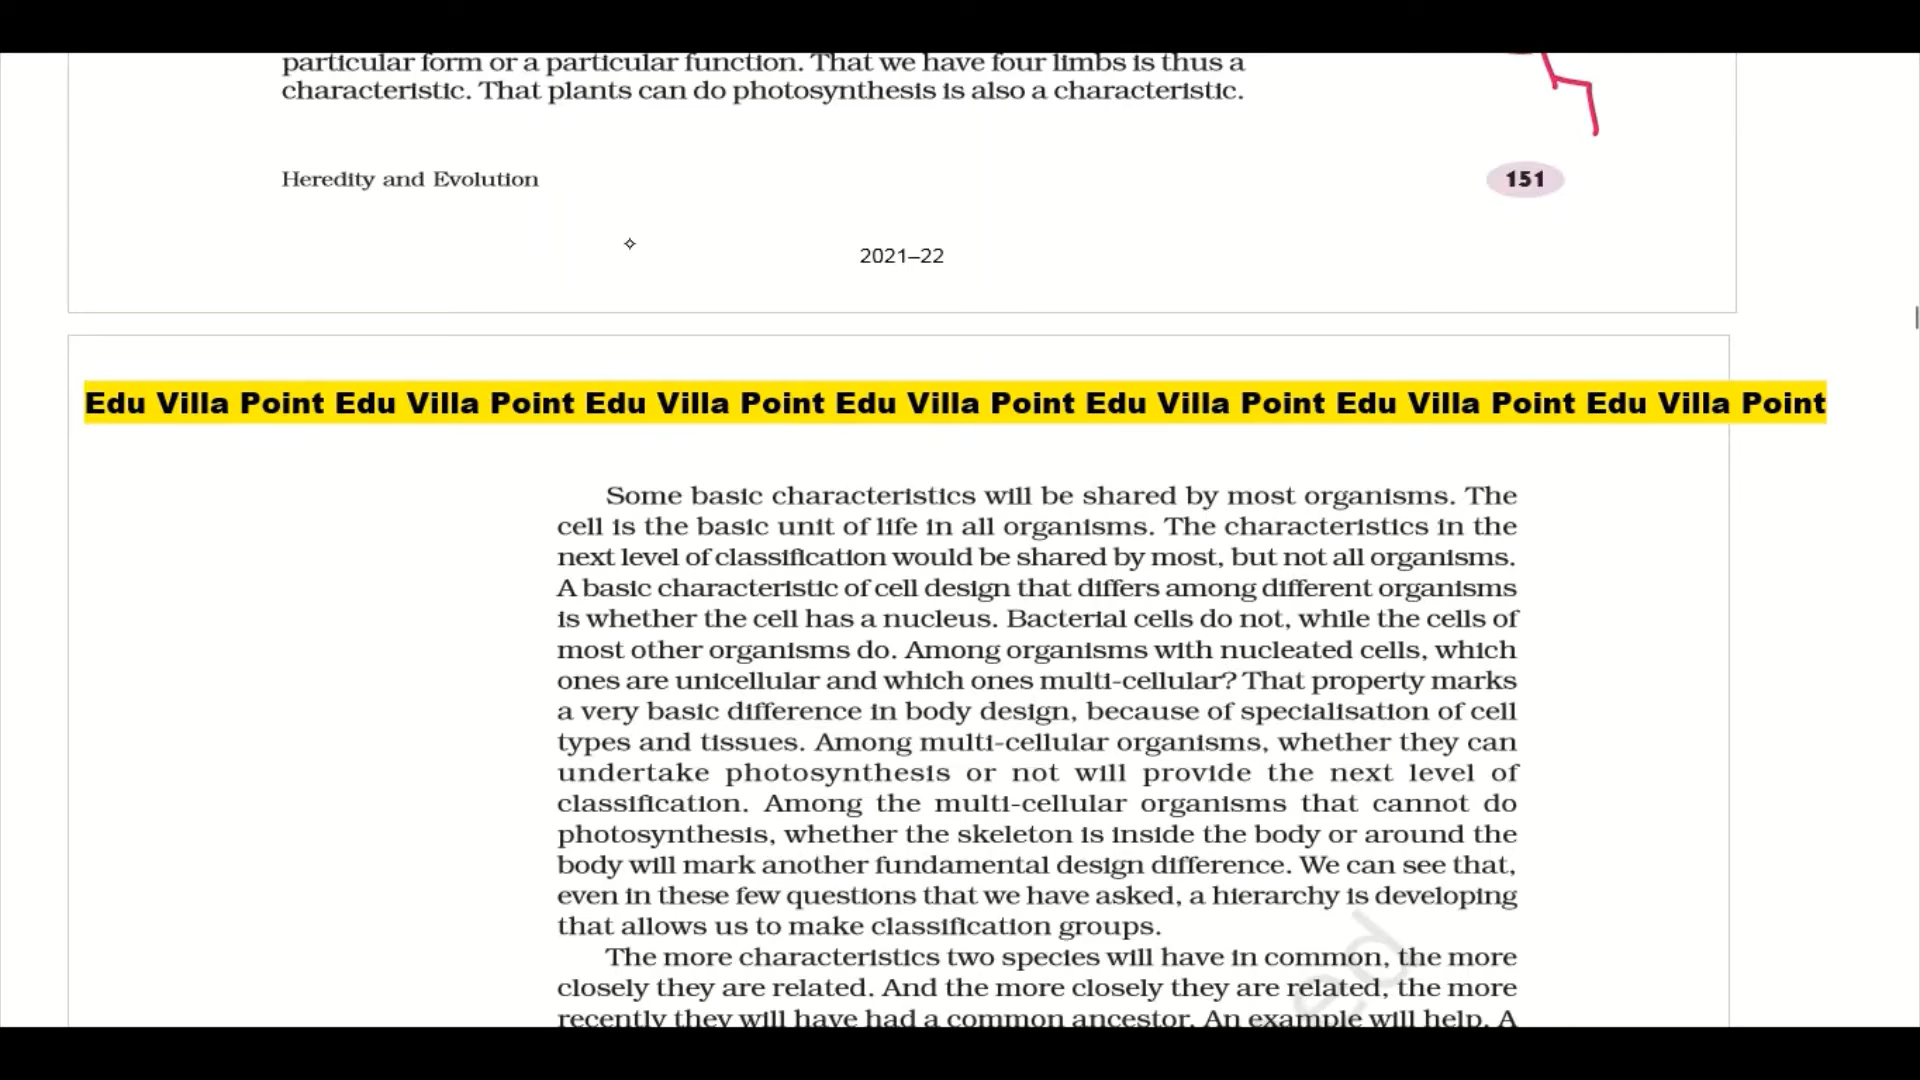 particular form or a particular function. That we have four limbs is thus a
characteristic. That plants can do photosynthesis is also a characteristic.
Heredity and Evolution
151
2021–22
Edu Villa Point Edu Villa Point Edu Villa Point Edu Villa Point Edu Villa Point Edu Villa Point Edu Villa Point
Some basic characteristics will be shared by most organisms. The
cell is the basic unit of life in all organisms. The characteristics in the
next level of classification would be shared by most, but not all organisms.
A basic characteristic of cell design that differs among different organisms
is whether the cell has a nucleus. Bacterial cells do not, while the cells of
most other organisms do. Among organisms with nucleated cells, which
ones are unicellular and which ones multi-cellular? That property marks
a very basic difference in body design, because of specialisation of cell
types and tissues. Among multi-cellular organisms, whether they can
undertake photosynthesis or not will provide the next level of
classification. Among the multi-cellular organisms that cannot do
photosynthesis, whether the skeleton is inside the body or around the
body will mark another fundamental design difference. We can see that,
even in these few questions that we have asked, a hierarchy is developing
that allows us to make classification groups.
The more characteristics two species will have in common, the more
closely they are related. And the more closely they are related, the more
recently they will have had a common ancestor. An example will help. A
ed